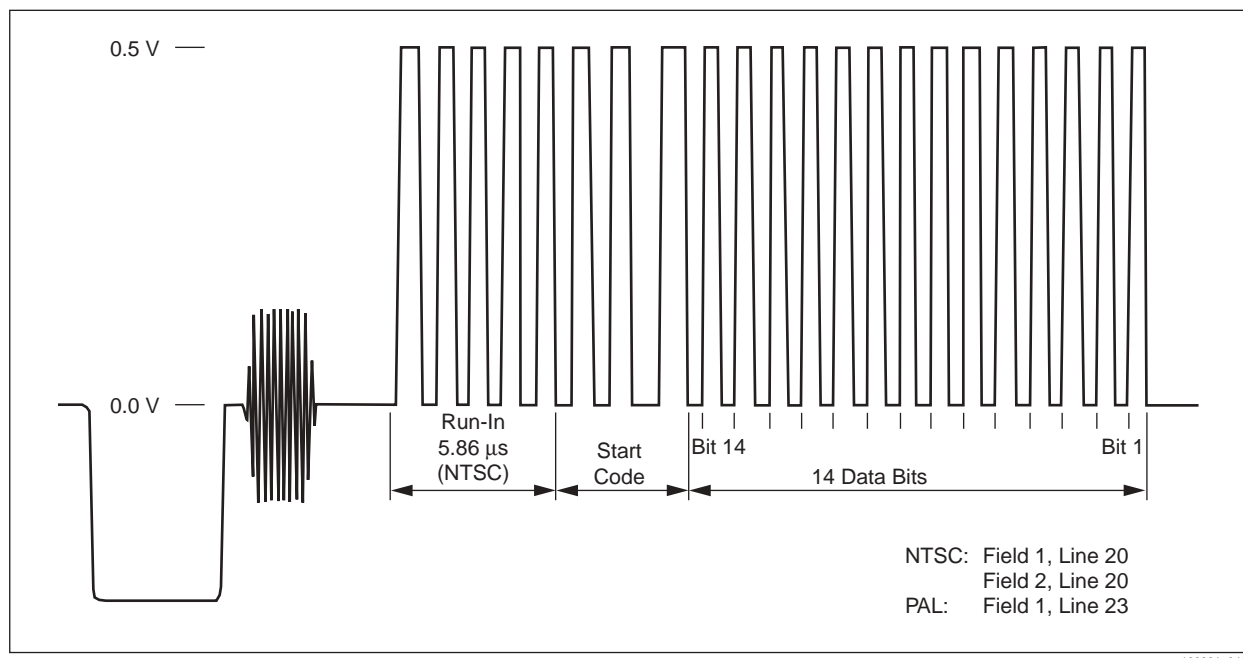 0.5 V
0.0 V
Run-In
5.86 µs
(NTSC)
Start
Code
Bit 14
Bit 1
14 Data Bits
NTSC: Field 1, Line 20
Field 2, Line 20
PAL: Field 1, Line 23